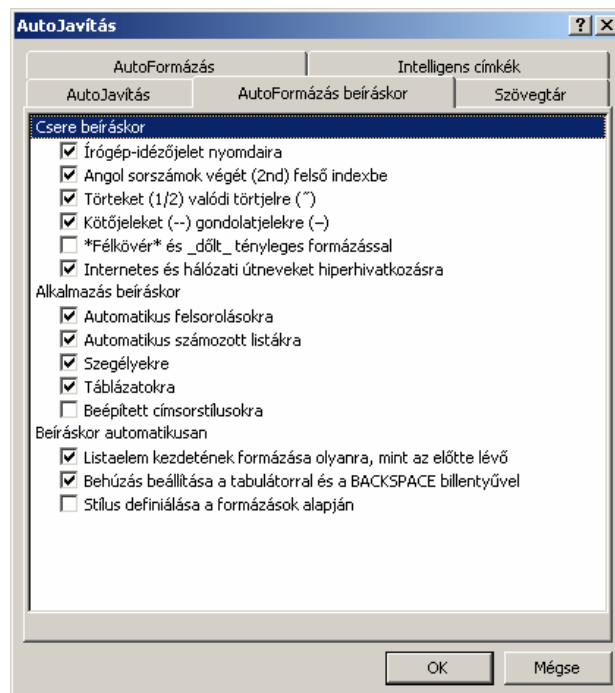 AutoJavítás
AutoFormázás
Intelligens címkék
AutoJavítás
AutoFormázás beíráskor
Szövegtár
Csere beíráskor
Írógép-idézőjelet nyomdaira
Angol sorszámok végét (2nd) felső indexbe
Törteket (1/2) valódi törtjelre (˝)
Kötőjeleket (--) gondolatjelekre (–)
*Félkövér* és _dőlt_ tényleges formázással
Internetes és hálózati útneveket hiperhivatkozásra
Alkalmazás beíráskor
Automatikus felsorolásokra
Automatikus számozott listákra
Szegélyekre
Táblázatokra
Beépített címsorstílusokra
Beíráskor automatikusan
Listaelem kezdetének formázása olyanra, mint az előtte lévő
Behúzás beállítása a tabulátorral és a BACKSPACE billentyűvel
Stílus definiálása a formázások alapján
OK
Mégse